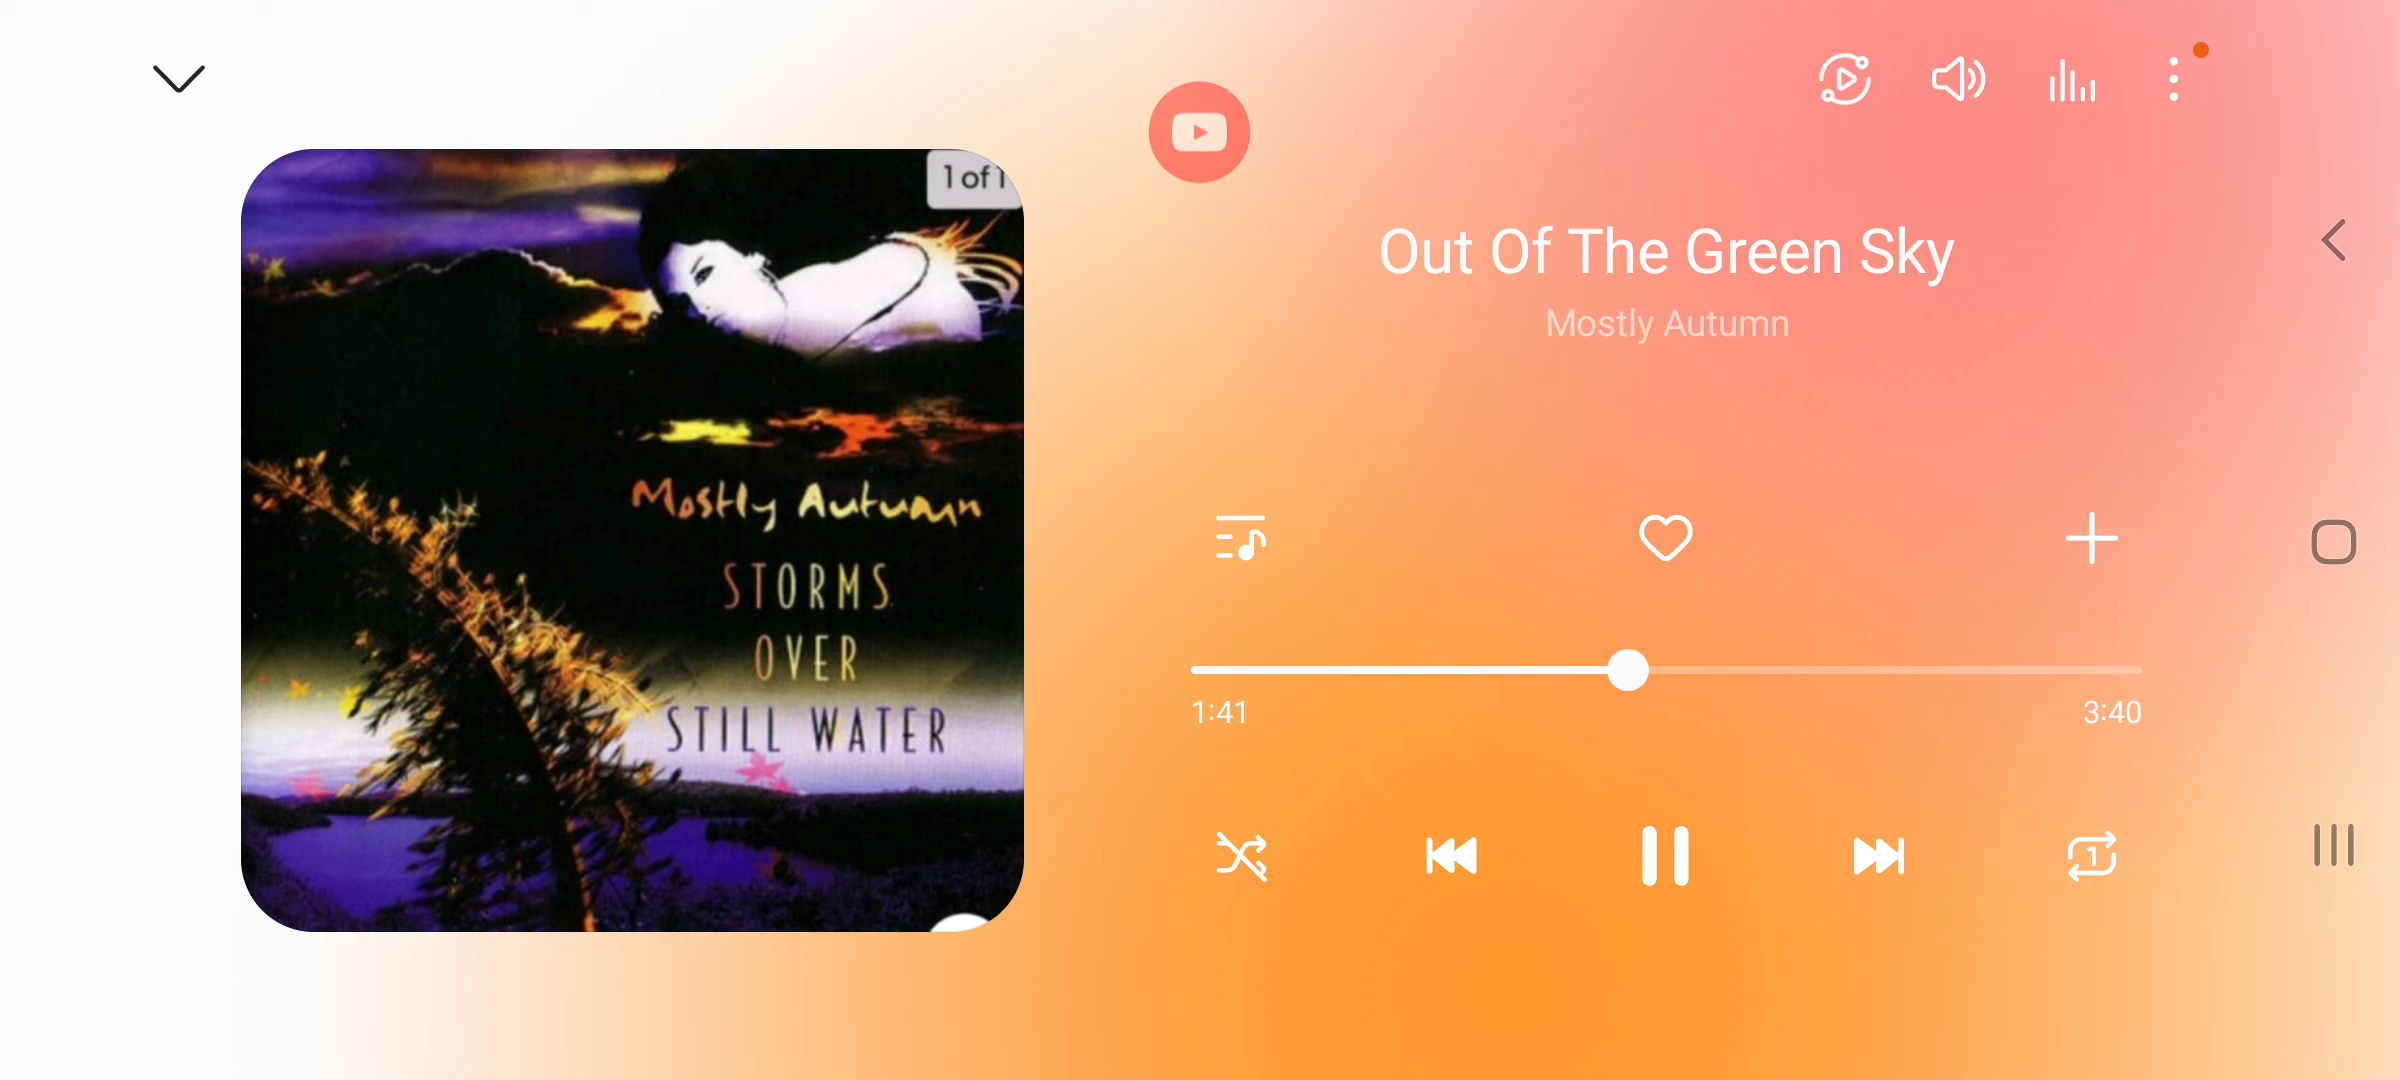 1 of 1
Mostly Autumn
STORMS
OVER
STILL WATER
Out Of The Green Sky
Mostly Autumn
1:41
3:40
1